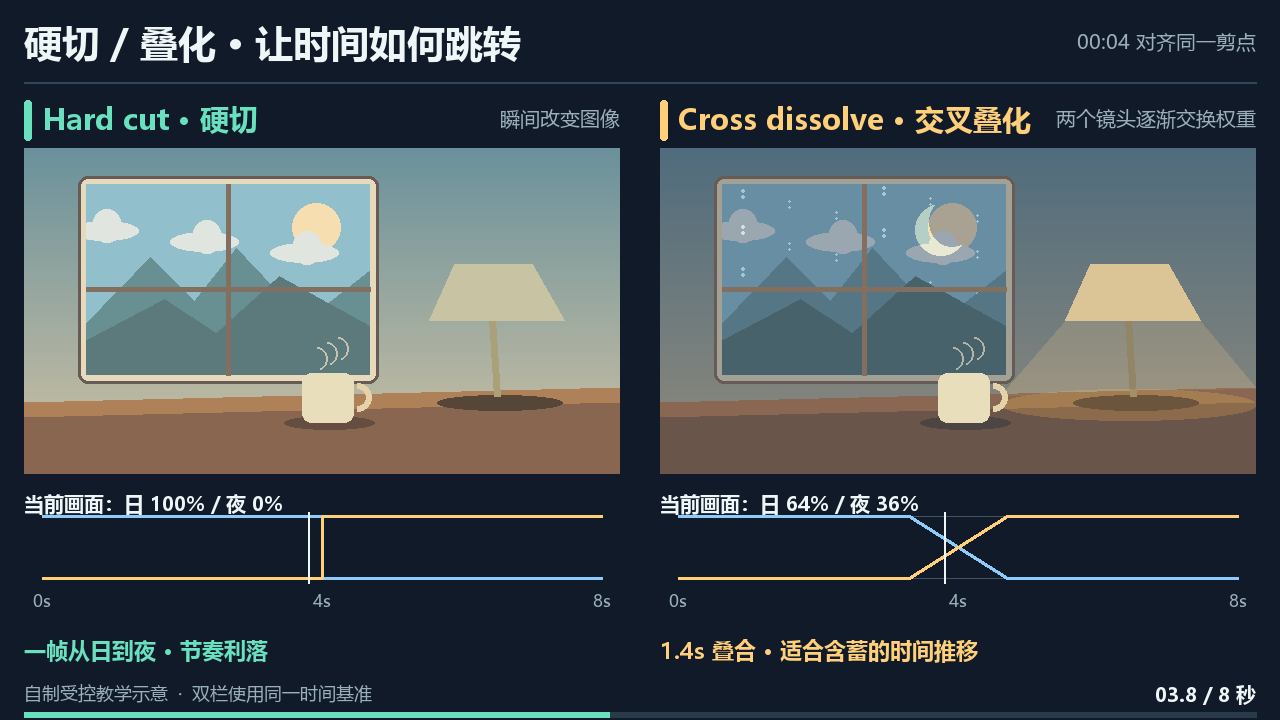 硬切 / 叠化 • 让时间如何跳转
00:04 对齐同一剪点
Hard cut • 硬切
瞬间改变图像
Cross dissolve • 交叉叠化
两个镜头逐渐交换权重
当前画面：日 100% / 夜 0%
0s
4s
8s
当前画面：日 64% / 夜 36%
0s
4s
8s
一帧从日到夜 • 节奏利落
1.4s 叠合 • 适合含蓄的时间推移
自制受控教学示意 · 双栏使用同一时间基准
03.8 / 8 秒